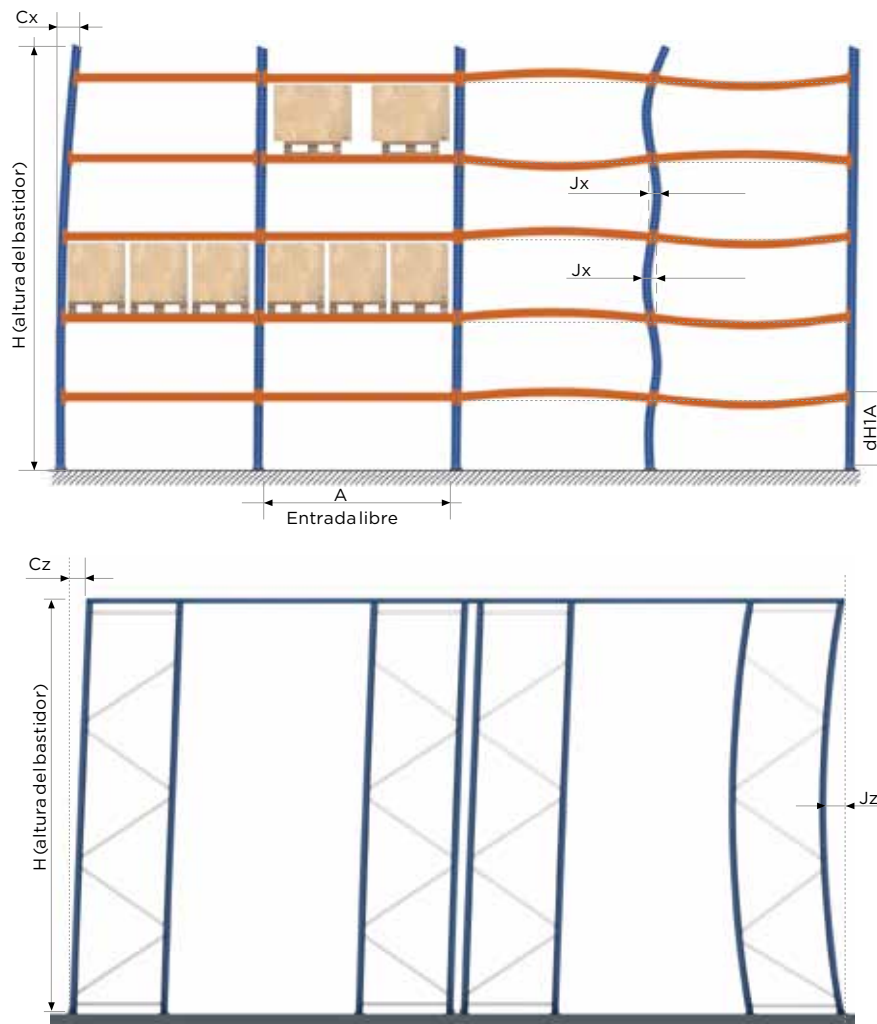 Cx
H (altura del bastidor)
Jx
Jx
dH1A
A
Entrada libre
Cz
H (altura del bastidor)
Jz